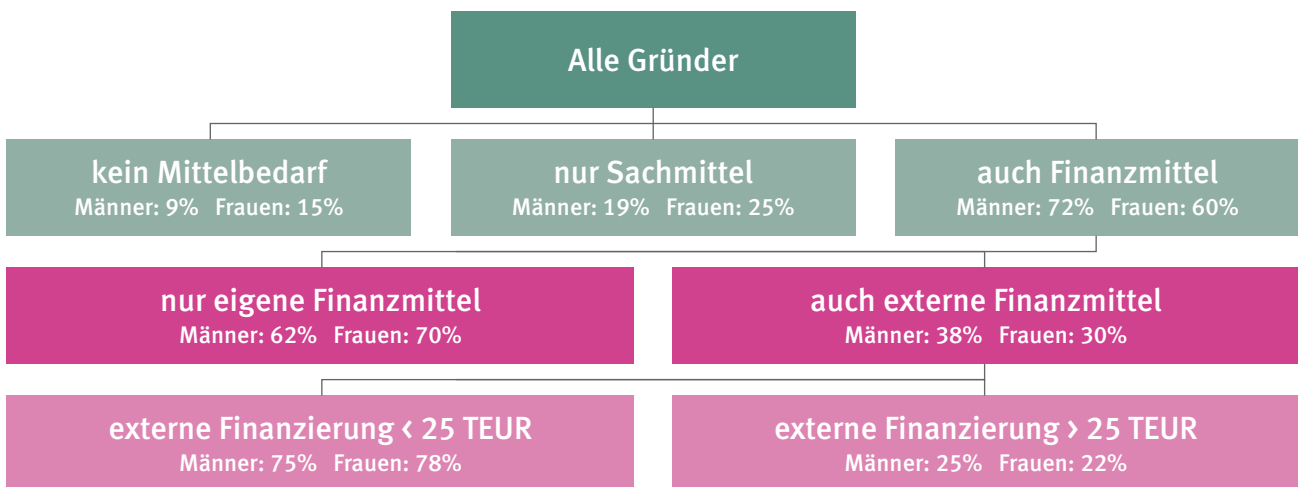 Alle Gründer
kein Mittelbedarf
Männer: 9% Frauen: 15%
nur Sachmittel
Männer: 19% Frauen: 25%
auch Finanzmittel
Männer: 72% Frauen: 60%
nur eigene Finanzmittel
Männer: 62% Frauen: 70%
auch externe Finanzmittel
Männer: 38% Frauen: 30%
externe Finanzierung < 25 TEUR
Männer: 75% Frauen: 78%
externe Finanzierung > 25 TEUR
Männer: 25% Frauen: 22%